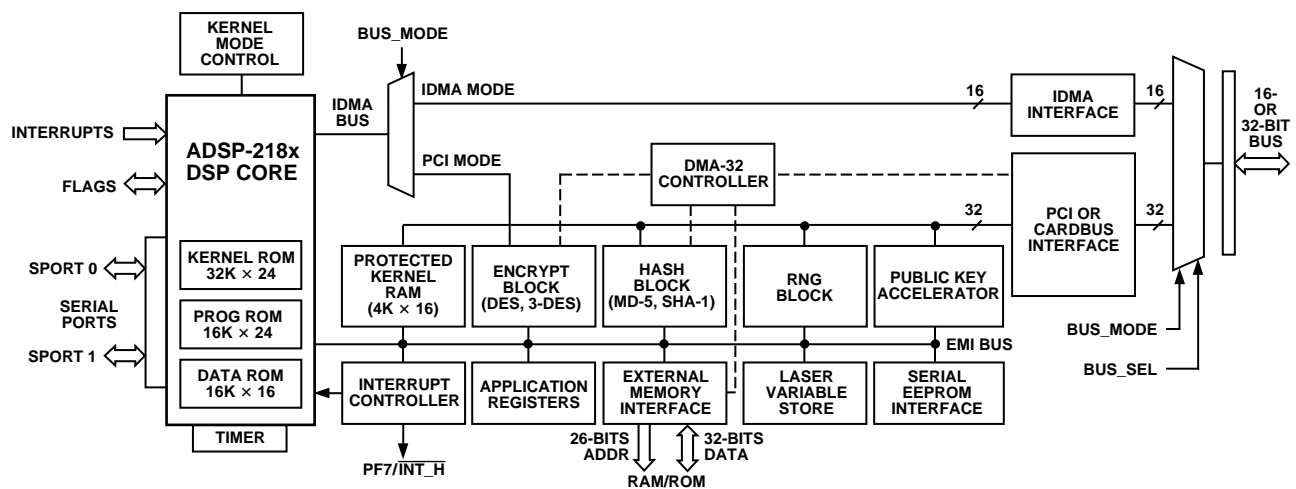 KERNEL
MODE
CONTROL
BUS_MODE
IDMA
BUS
IDMA MODE
16
IDMA
INTERFACE
16
16-
OR
32-BIT
BUS
INTERRUPTS
ADSP-218x
DSP CORE
FLAGS
PCI MODE
DMA-32
CONTROLLER
32
PCI OR
CARDBUS
INTERFACE
32
KERNEL ROM
32K × 24
PROG ROM
16K × 24
DATA ROM
16K × 16
TIMER
SPORT 0
SERIAL
PORTS
SPORT 1
PROTECTED
KERNEL
RAM
(4K × 16)
ENCRYPT
BLOCK
(DES, 3-DES)
HASH
BLOCK
(MD-5, SHA-1)
RNG
BLOCK
PUBLIC KEY
ACCELERATOR
BUS_MODE
BUS_SEL
EMI BUS
INTERRUPT
CONTROLLER
APPLICATION
REGISTERS
EXTERNAL
MEMORY
INTERFACE
LASER
VARIABLE
STORE
SERIAL
EEPROM
INTERFACE
PF7/INT_H
26-BITS
ADDR
32-BITS
DATA
RAM/ROM